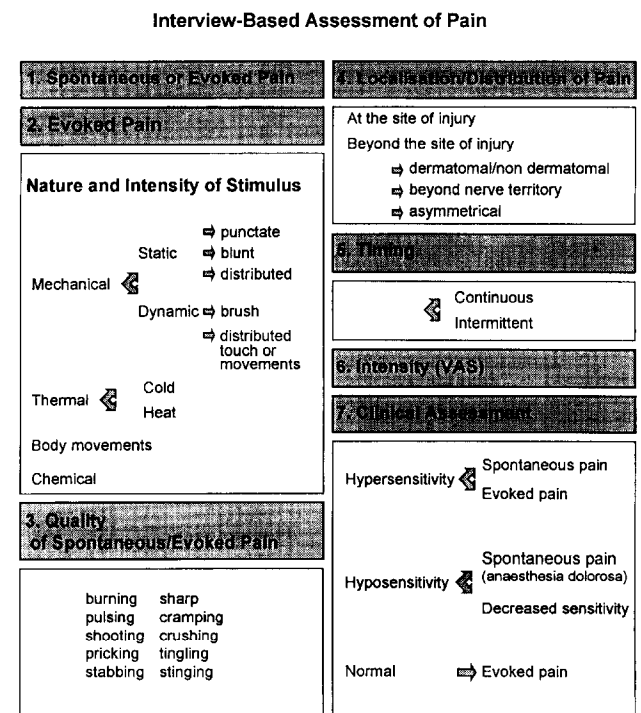 Interview-Based Assessment of Pain
1. Spontaneous or Evoked Pain
2. Evoked Pain
Nature and Intensity of Stimulus
Mechanical
Static
punctate
blunt
distributed
Dynamic
brush
distributed
touch or
movements
Thermal
Cold
Heat
Body movements
Chemical
3. Quality
of Spontaneous/Evoked Pain
burning sharp
pulsing cramping
shooting crushing
pricking tingling
stabbing stinging
4. Localisation/Distribution of Pain
At the site of injury
Beyond the site of injury
dermatomal/non dermatomal
beyond nerve territory
asymmetrical
5. Timing
Continuous
Intermittent
6. Intensity (VAS)
7. Clinical Assessment
Hypersensitivity
Spontaneous pain
Evoked pain
Hyposensitivity
Spontaneous pain
(anaesthesia dolorosa)
Decreased sensitivity
Normal
Evoked pain